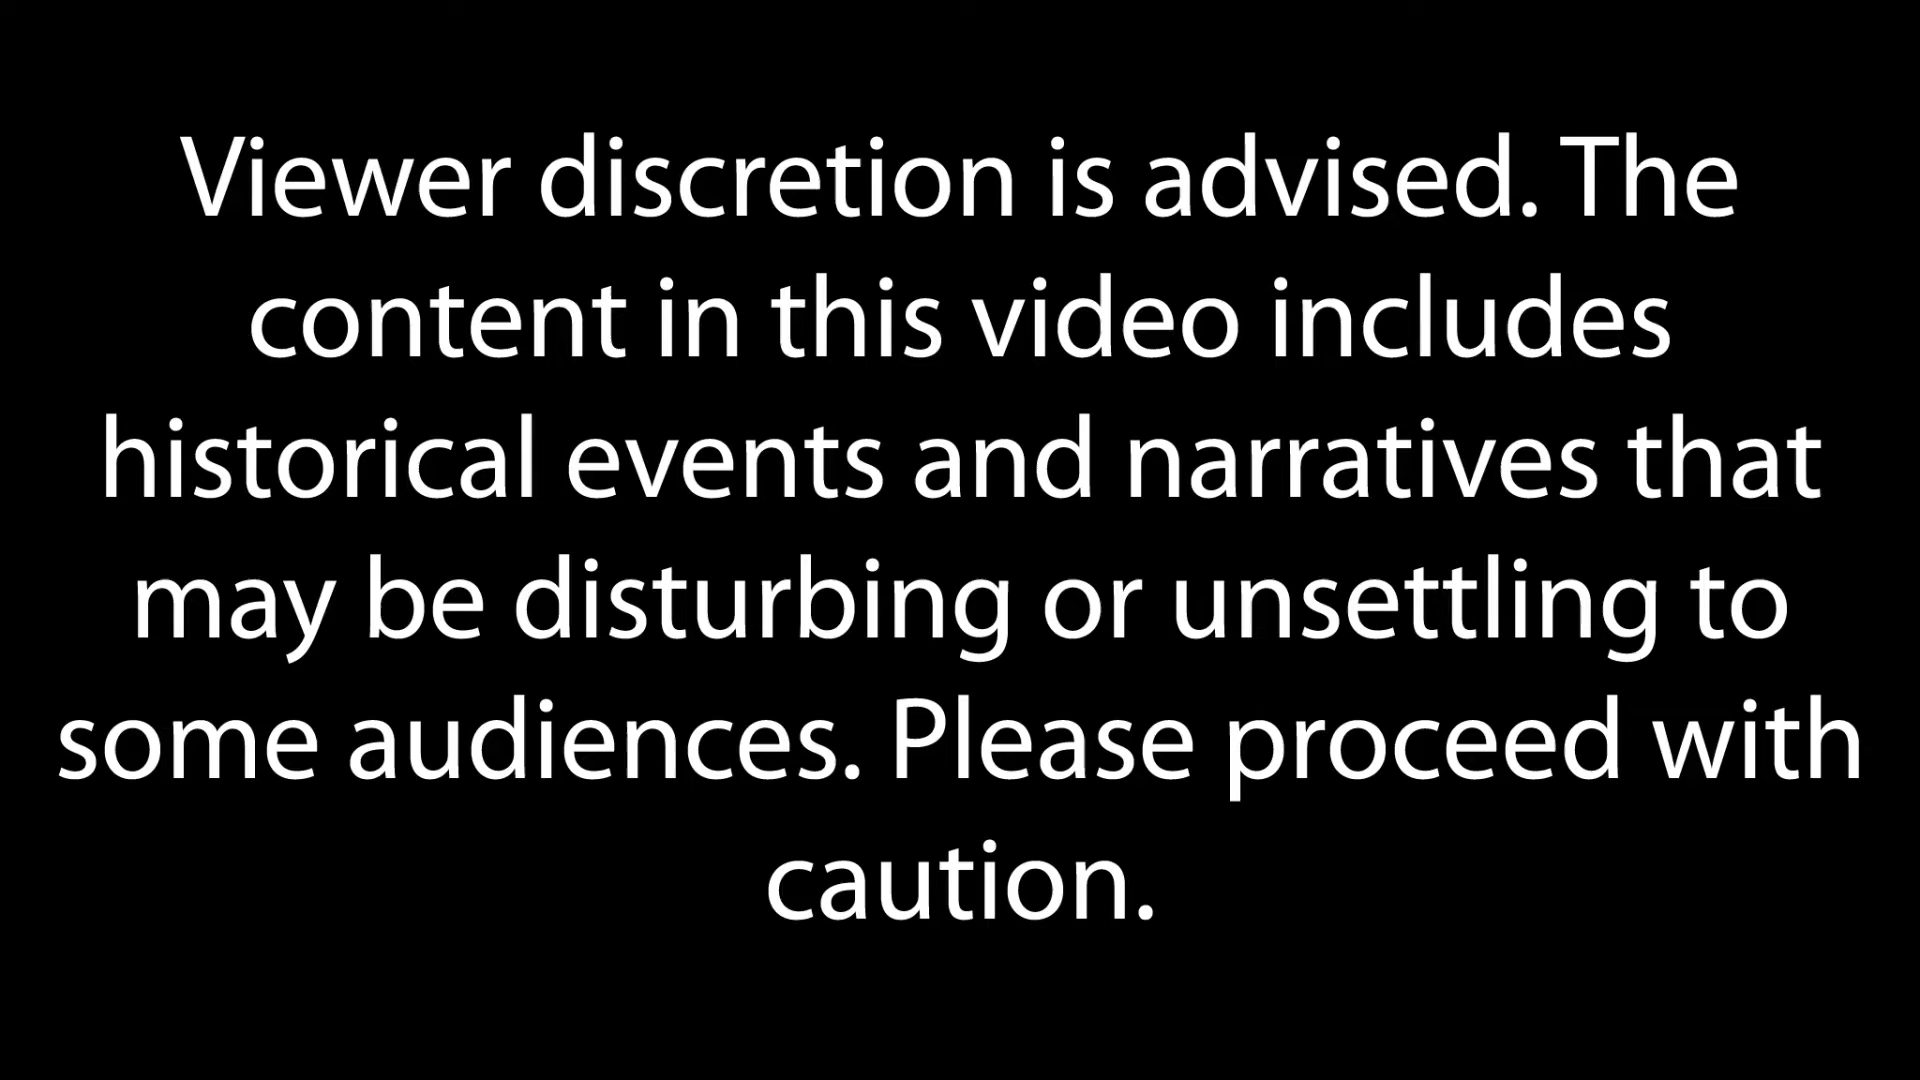 Viewer discretion is advised. The
content in this video includes
historical events and narratives that
may be disturbing or unsettling to
some audiences. Please proceed with
caution.